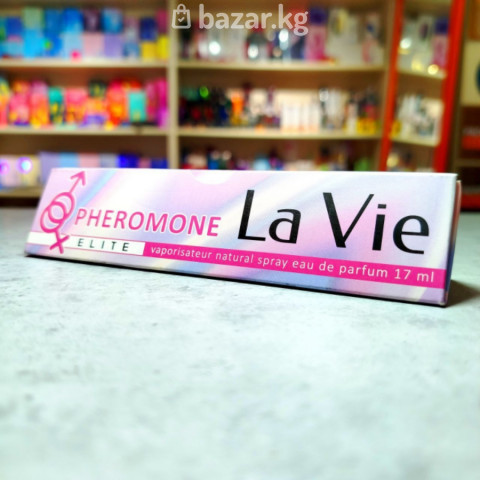 bazar.kg
PHEROMONE La Vie
ELITE vaporisateur natural spray eau de parfum 17 ml